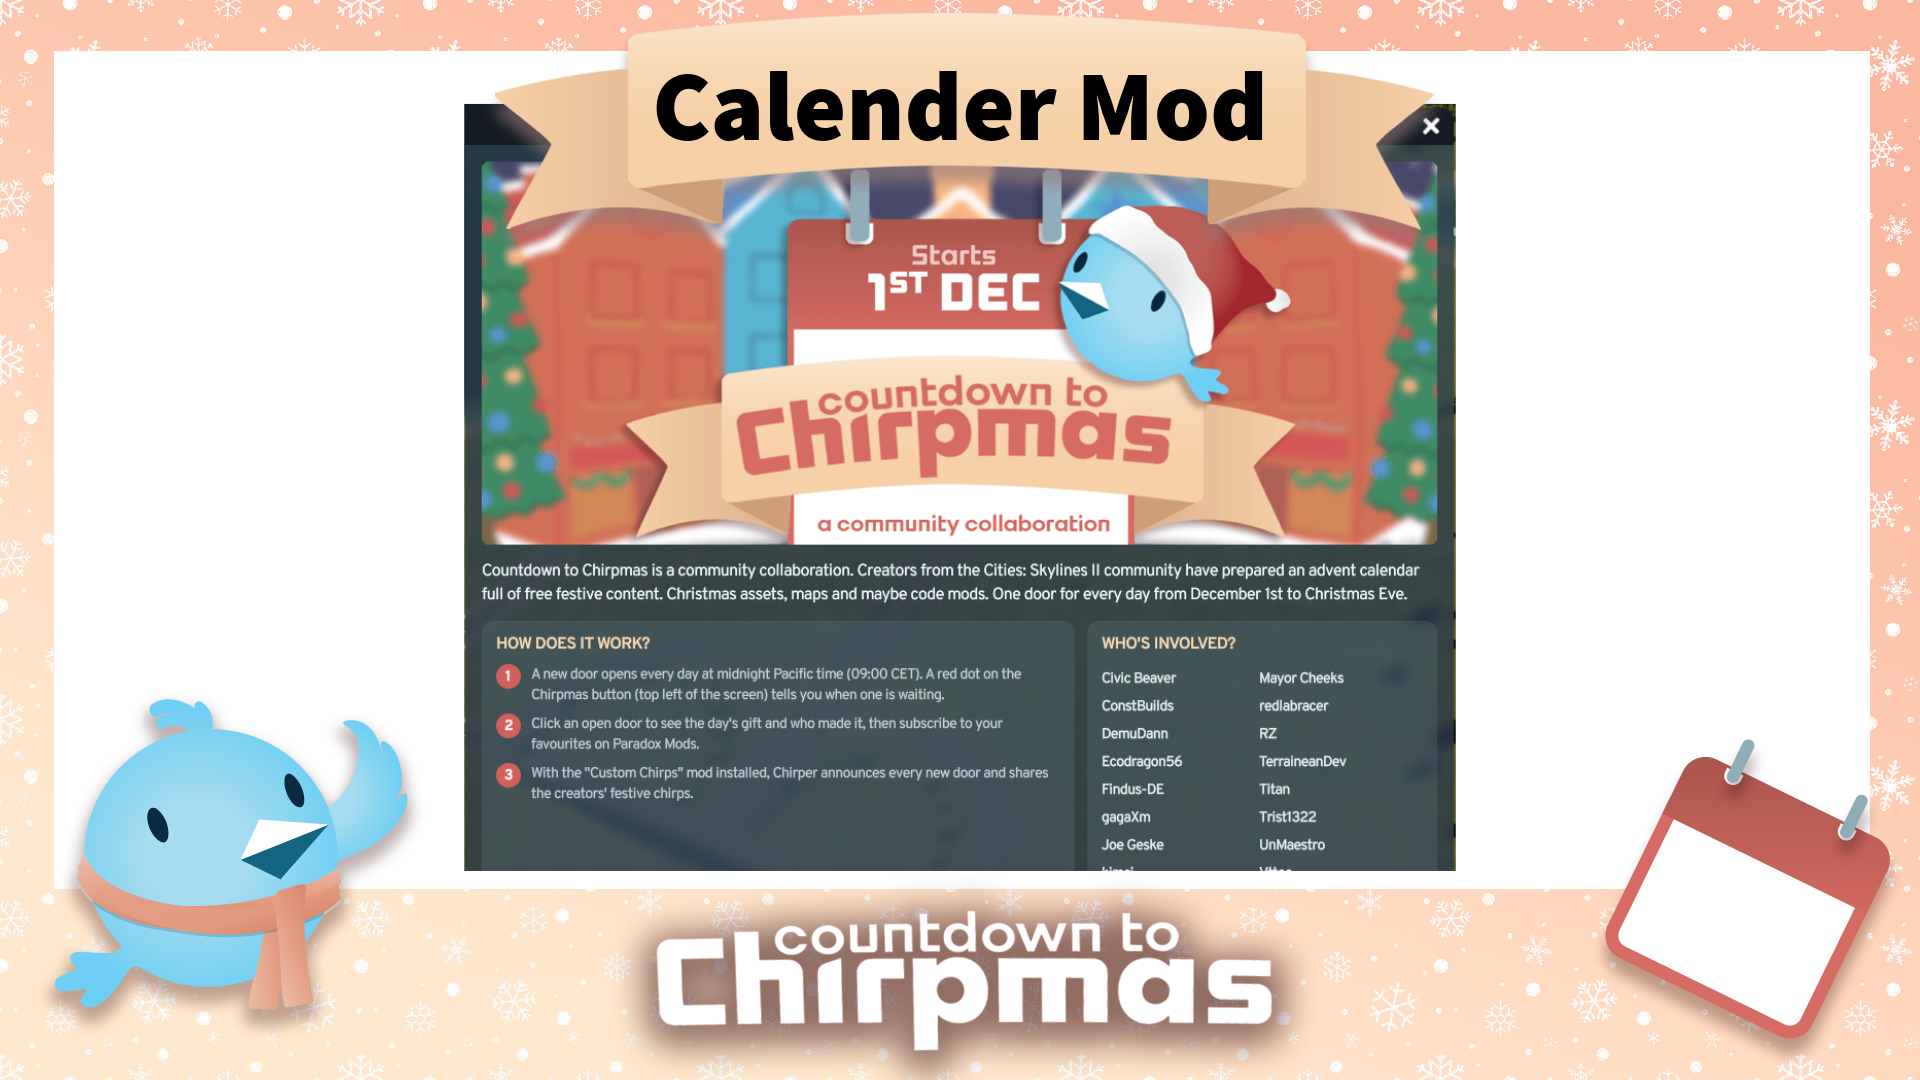 Calender Mod
Starts
1ST DEC
countdown to
Chirpmas
a community collaboration
Countdown to Chirpmas is a community collaboration. Creators from the Cities: Skylines II community have prepared an advent calendar
full of free festive content. Christmas assets, maps and maybe code mods. One door for every day from December 1st to Christmas Eve.
HOW DOES IT WORK?
1 A new door opens every day at midnight Pacific time (09:00 CET). A red dot on the
Chirpmas button (top left of the screen) tells you when one is waiting.
2 Click an open door to see the day's gift and who made it, then subscribe to your
favourites on Paradox Mods.
3 With the "Custom Chirps" mod installed, Chirper announces every new door and shares
the creators' festive chirps.
WHO'S INVOLVED?
Civic Beaver Mayor Cheeks
ConstBuilds redlabracer
DemuDann RZ
Ecodragon56 TerraineanDev
Findus-DE Titan
gagaXm Trist1322
Joe Geske UnMaestro
countdown to
Chirpmas